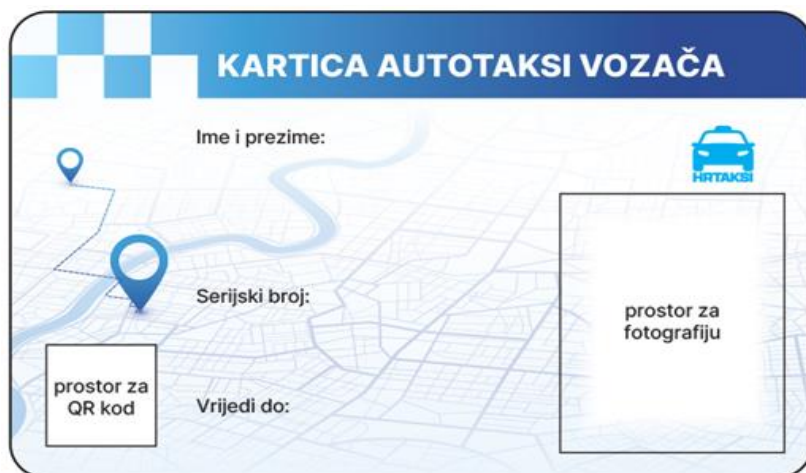 KARTICA AUTOTAKSI VOZAČA
Ime i prezime:
HRTAKSI
Serijski broj:
prostor za
fotografiju
prostor za
QR kod
Vrijedi do: